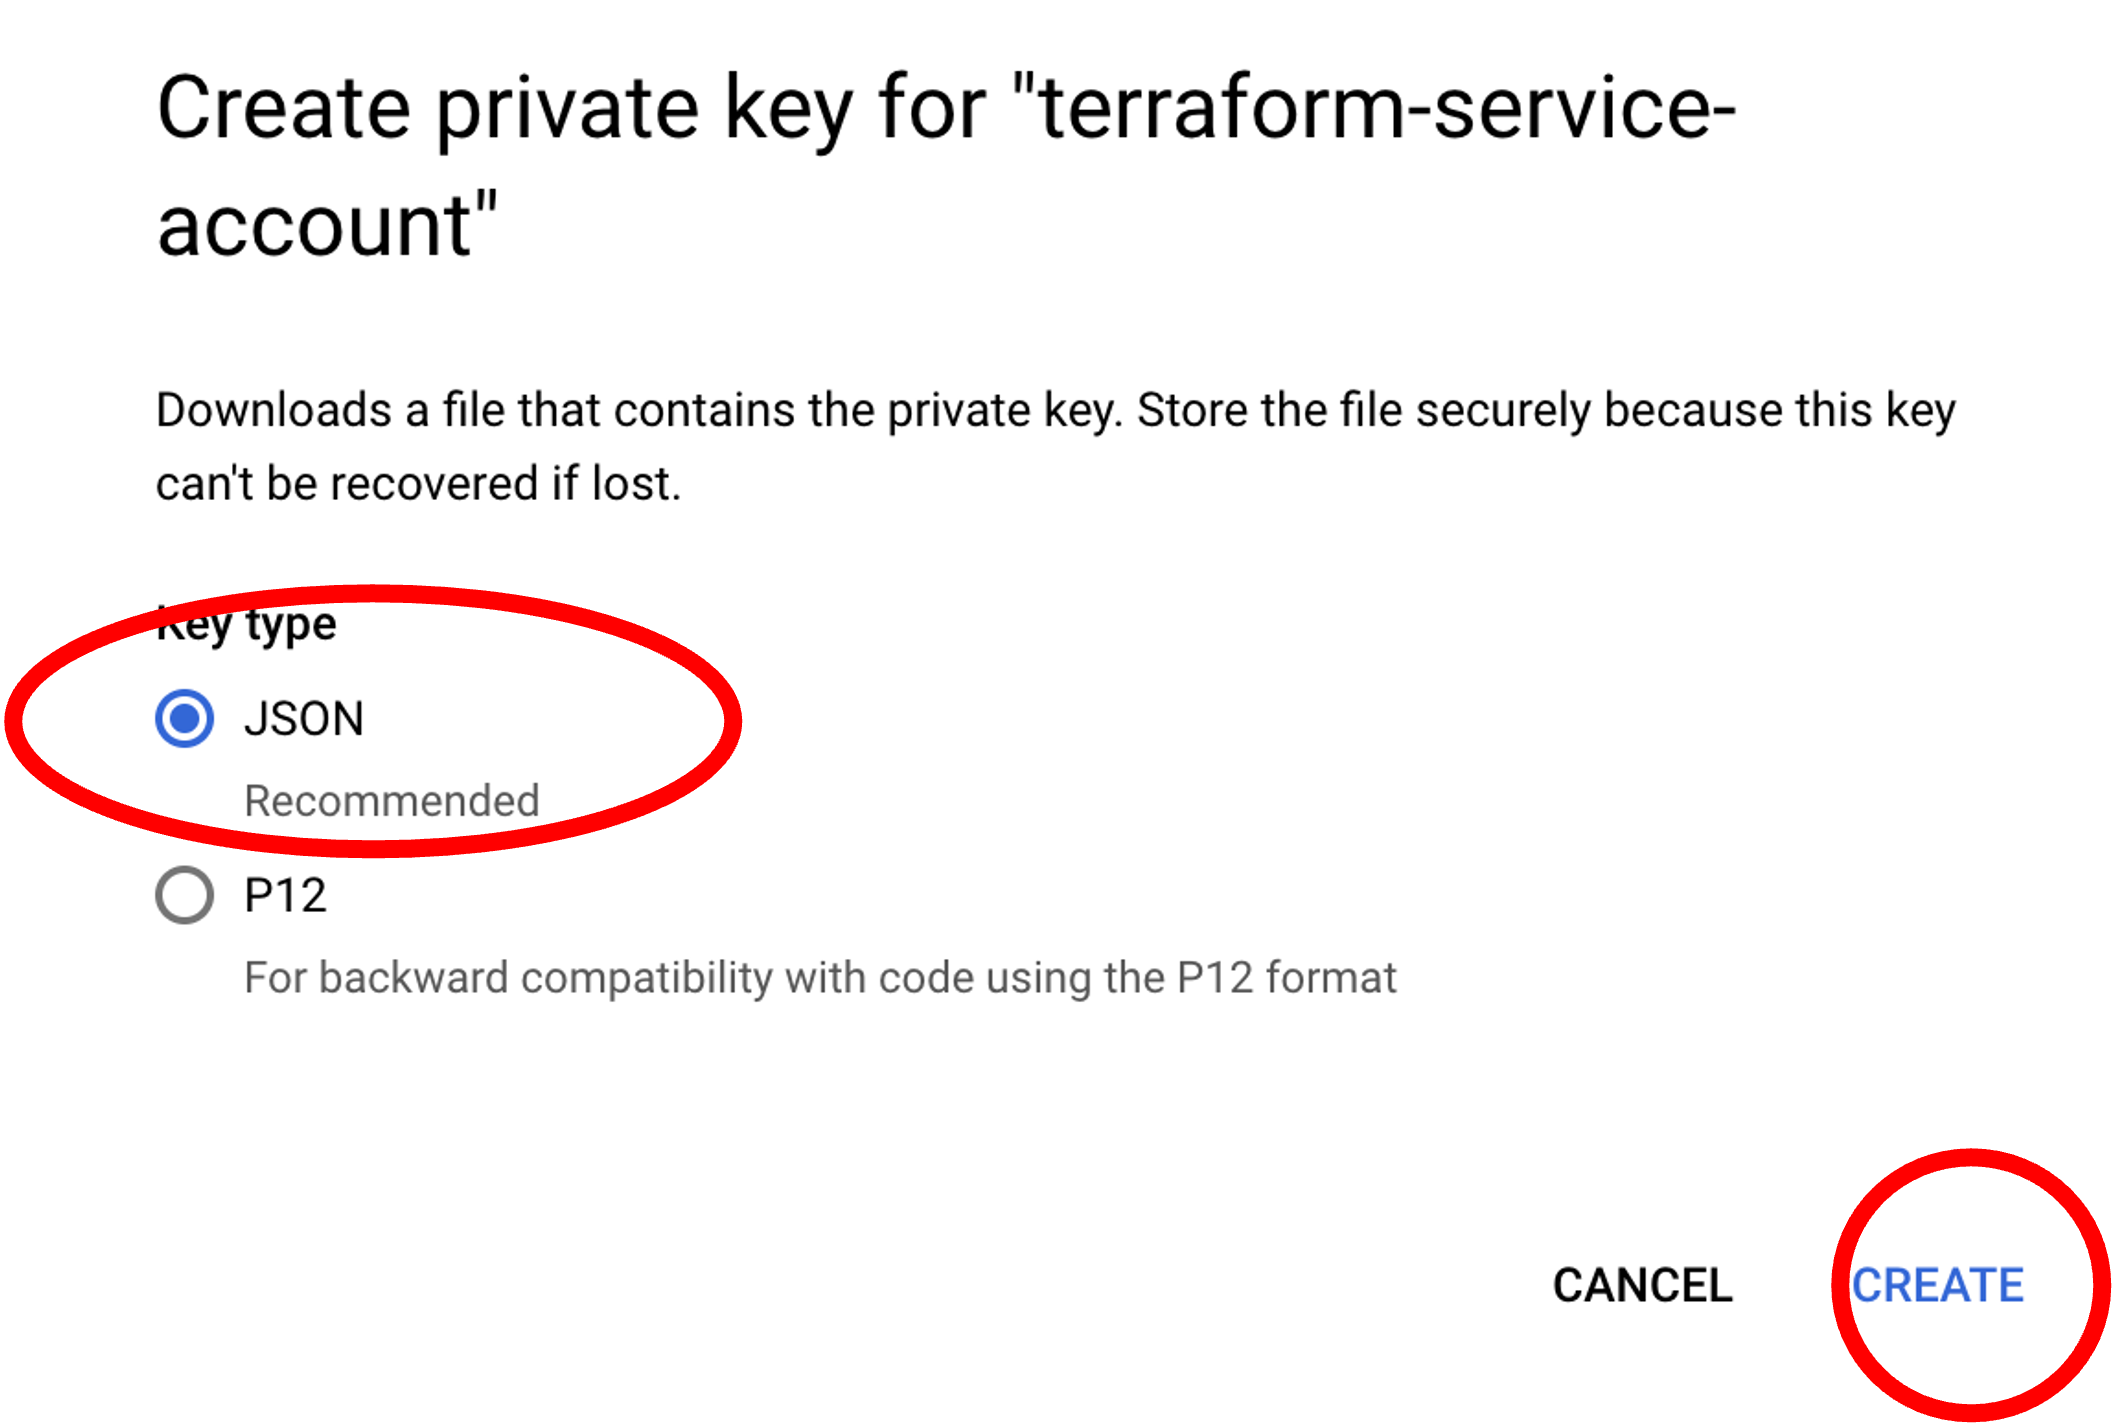 Create private key for "terraform-service-
account"
Downloads a file that contains the private key. Store the file securely because this key
can't be recovered if lost.
Key type
JSON
Recommended
P12
For backward compatibility with code using the P12 format
CANCEL CREATE